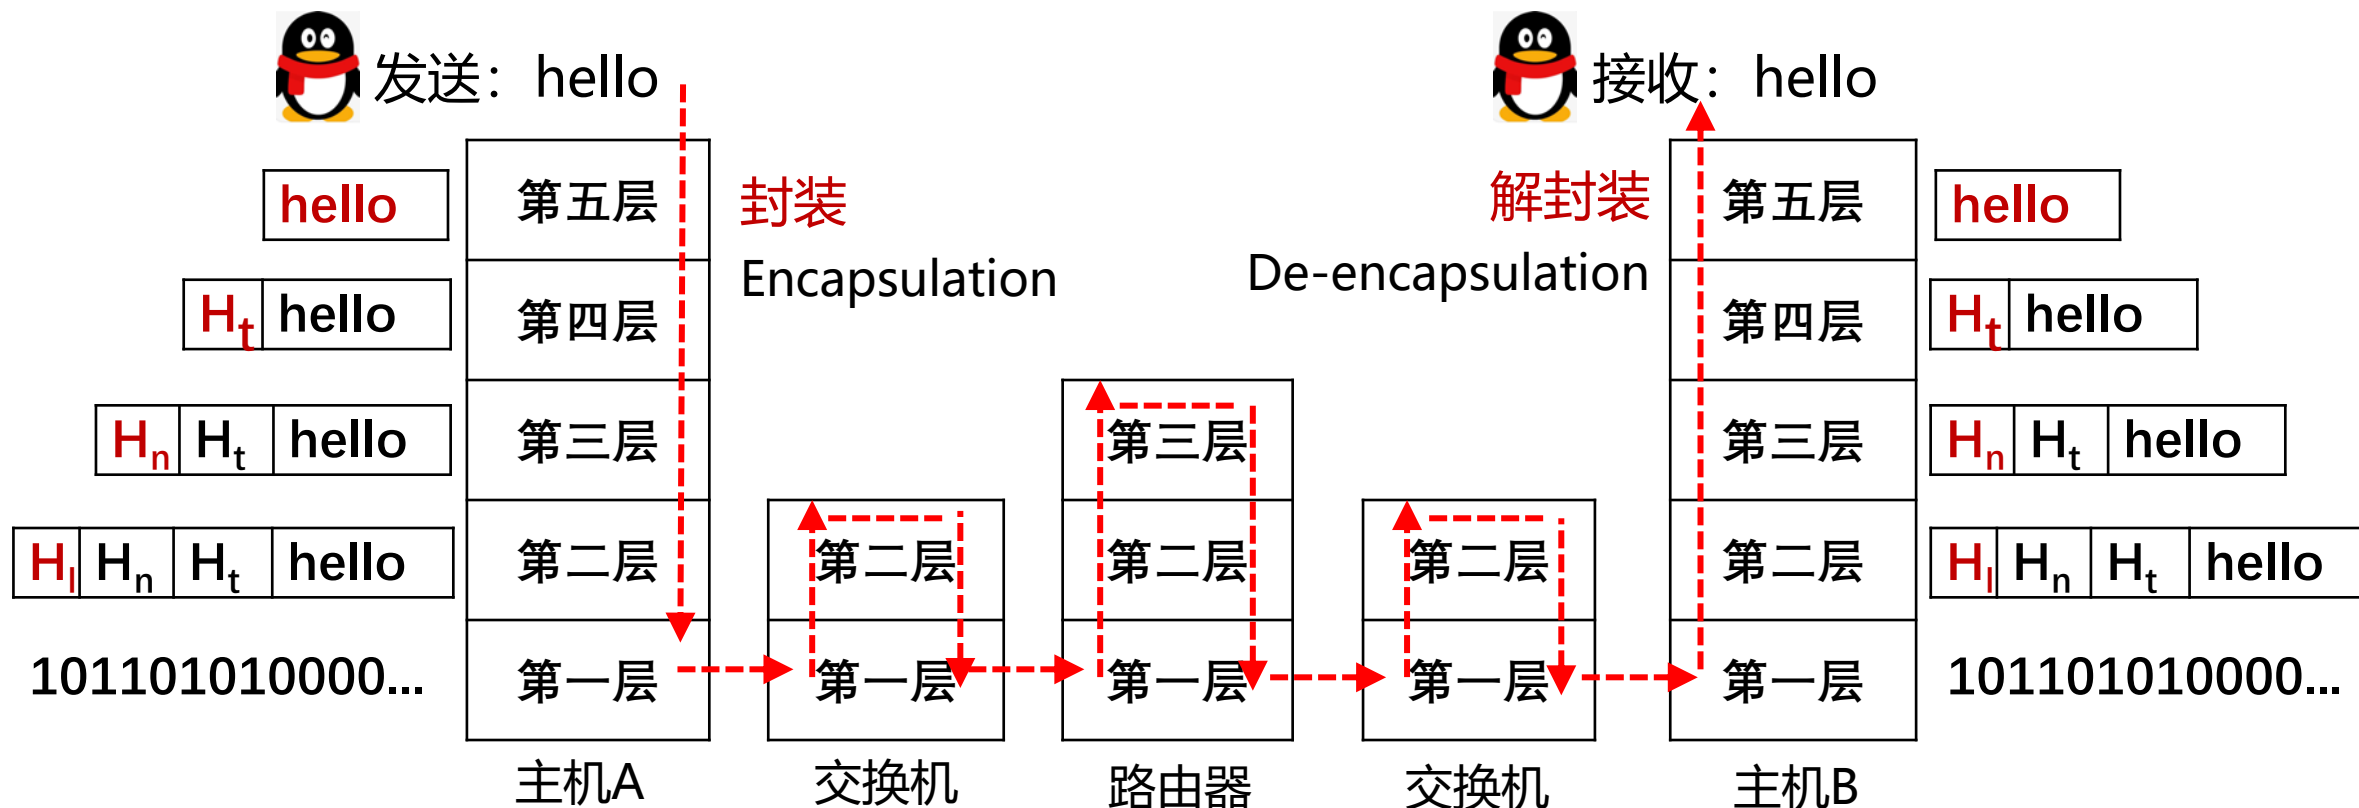 发送：hello
接收：hello
hello
第五层
封装
解封装
第五层
hello
Encapsulation
De-encapsulation
Ht hello
第四层
第四层
Ht hello
Hn Ht hello
第三层
第三层
第三层
Hn Ht hello
Hl Hn Ht hello
第二层
第二层
第二层
第二层
第二层
Hl Hn Ht hello
101101010000...
第一层
第一层
第一层
第一层
第一层
101101010000...
主机A
交换机
路由器
交换机
主机B